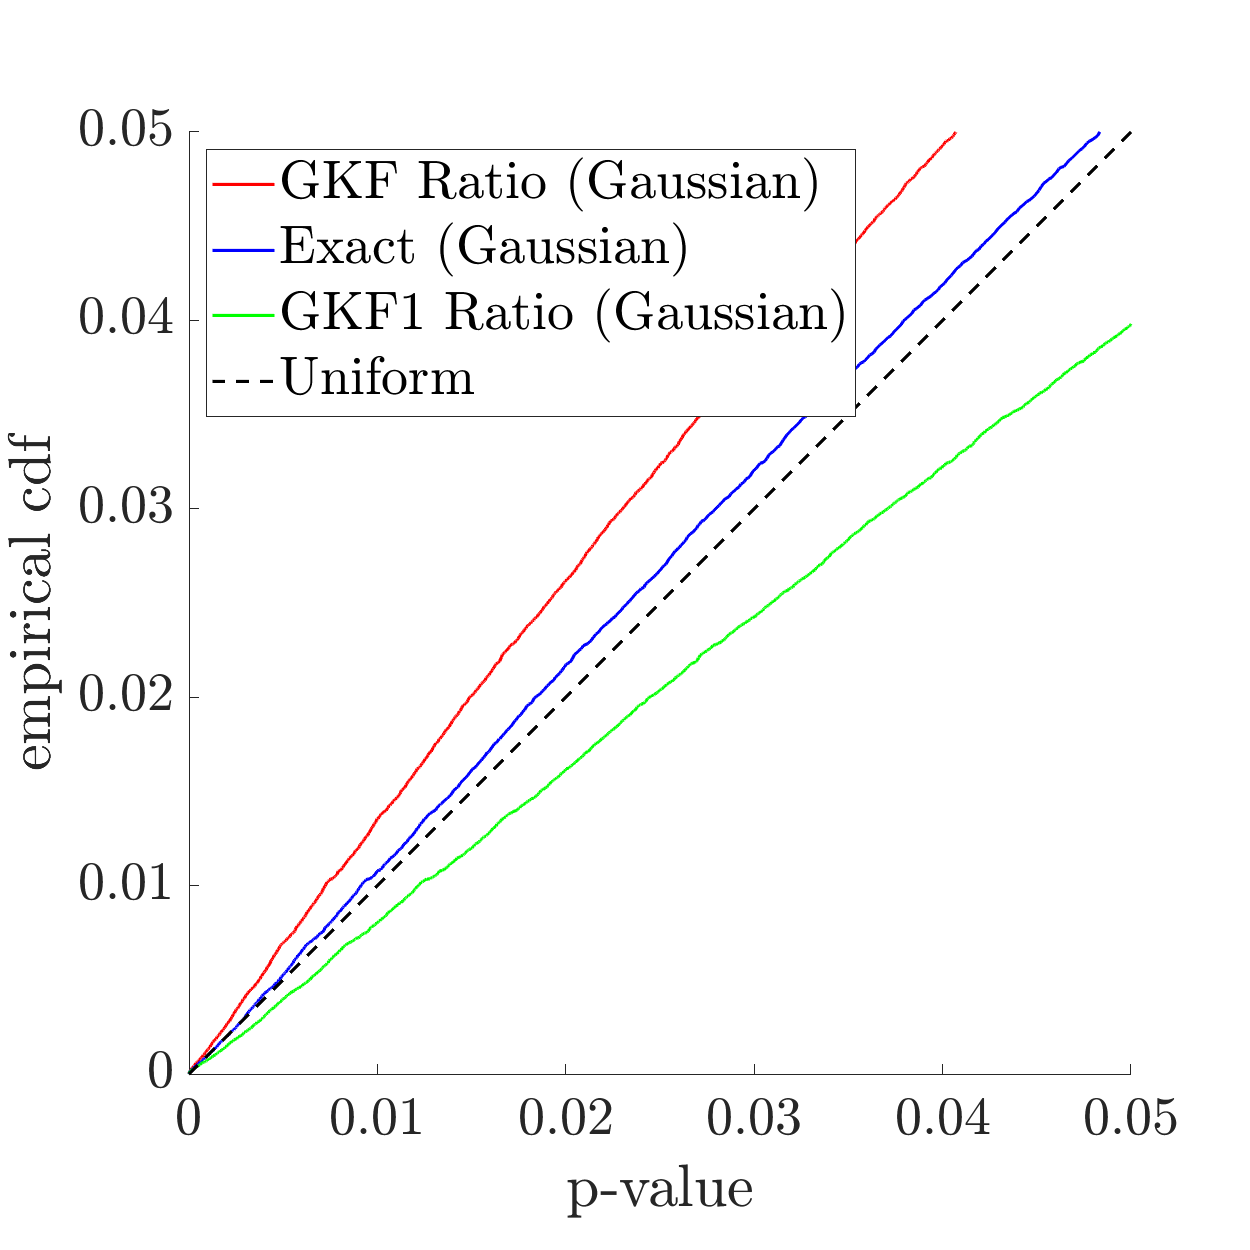 0.05
GKF Ratio (Gaussian)
Exact (Gaussian)
GKF1 Ratio (Gaussian)
Uniform
0.04
0.03
0.02
0.01
0
empirical cdf
0 0.01 0.02 0.03 0.04 0.05
p-value